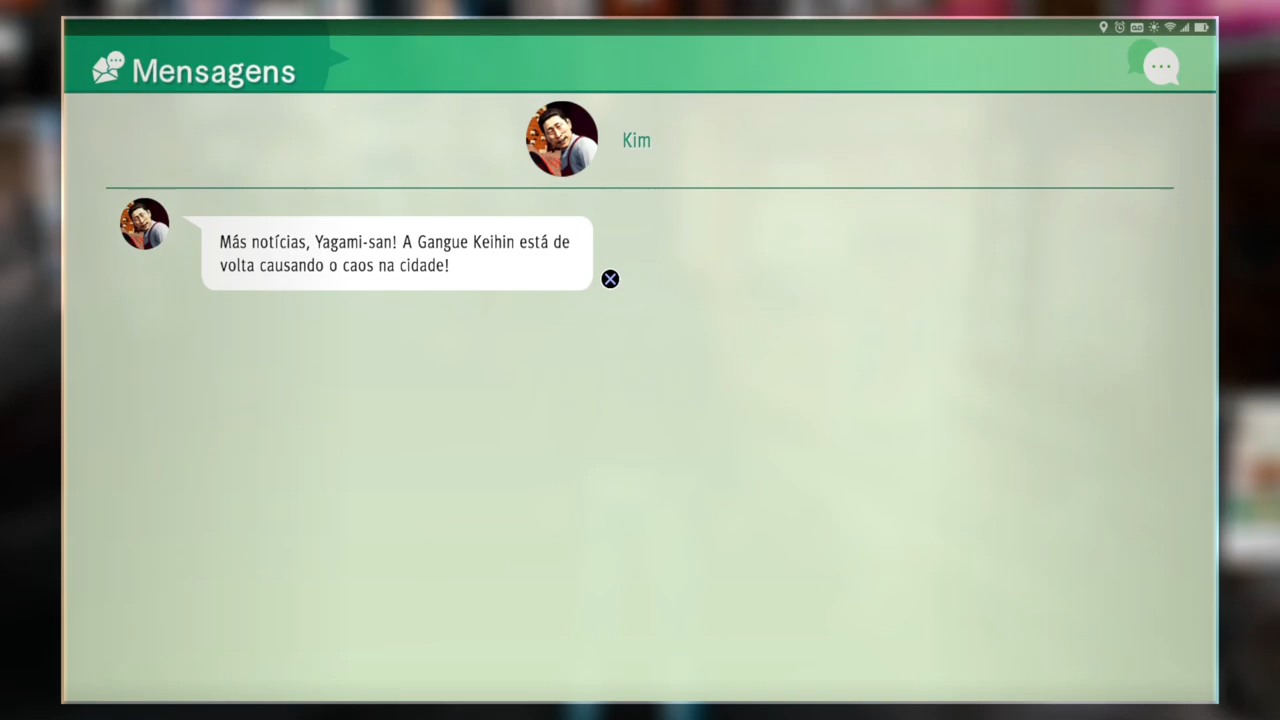 Mensagens
Kim
Más notícias, Yagami-san! A Gangue Keihin está de
volta causando o caos na cidade!